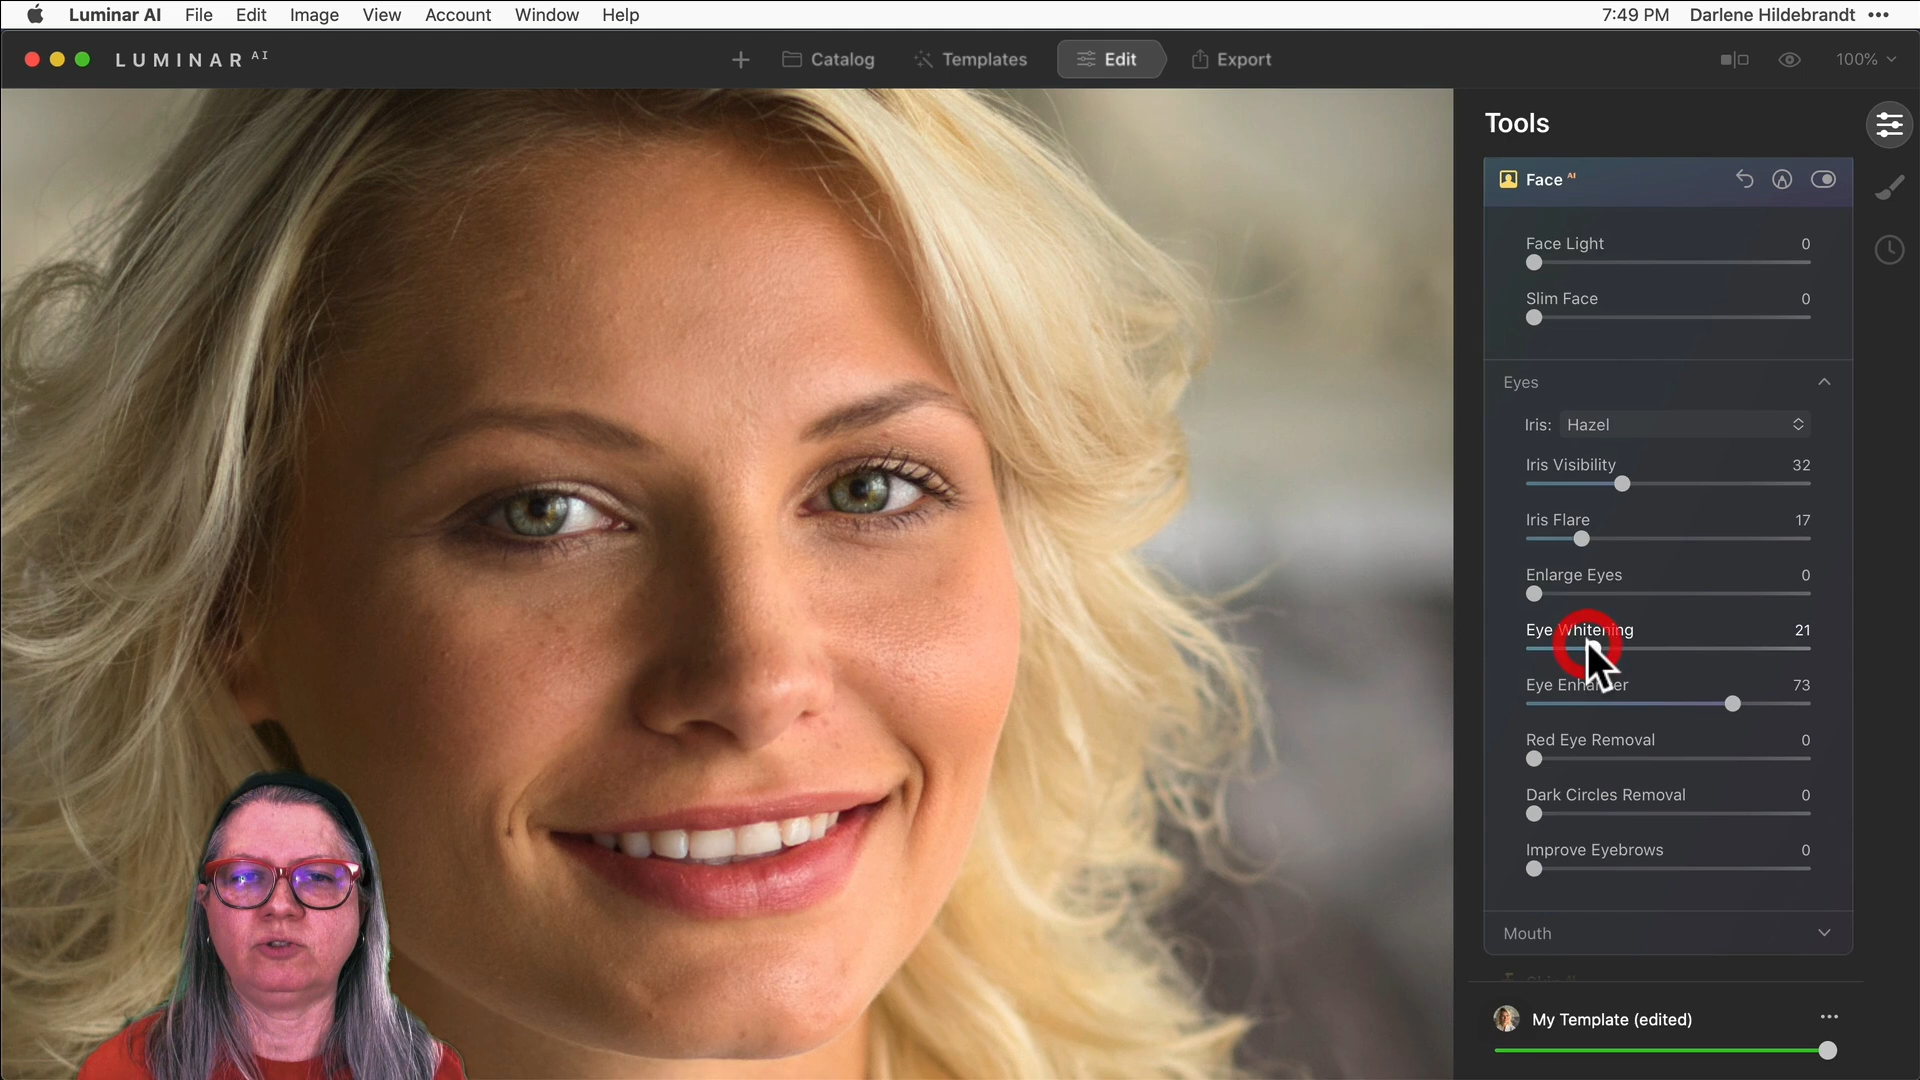 Luminar AI File Edit Image View Account Window Help 7:49 PM Darlene Hildebrandt •••
LUMINAR AI Catalog Templates Edit Export 100%
Tools
Face AI
Face Light 0
Slim Face 0
Eyes
Iris: Hazel
Iris Visibility 32
Iris Flare 17
Enlarge Eyes 0
Eye Whitening 21
Eye Enhancer 73
Red Eye Removal 0
Dark Circles Removal 0
Improve Eyebrows 0
Mouth
My Template (edited) •••